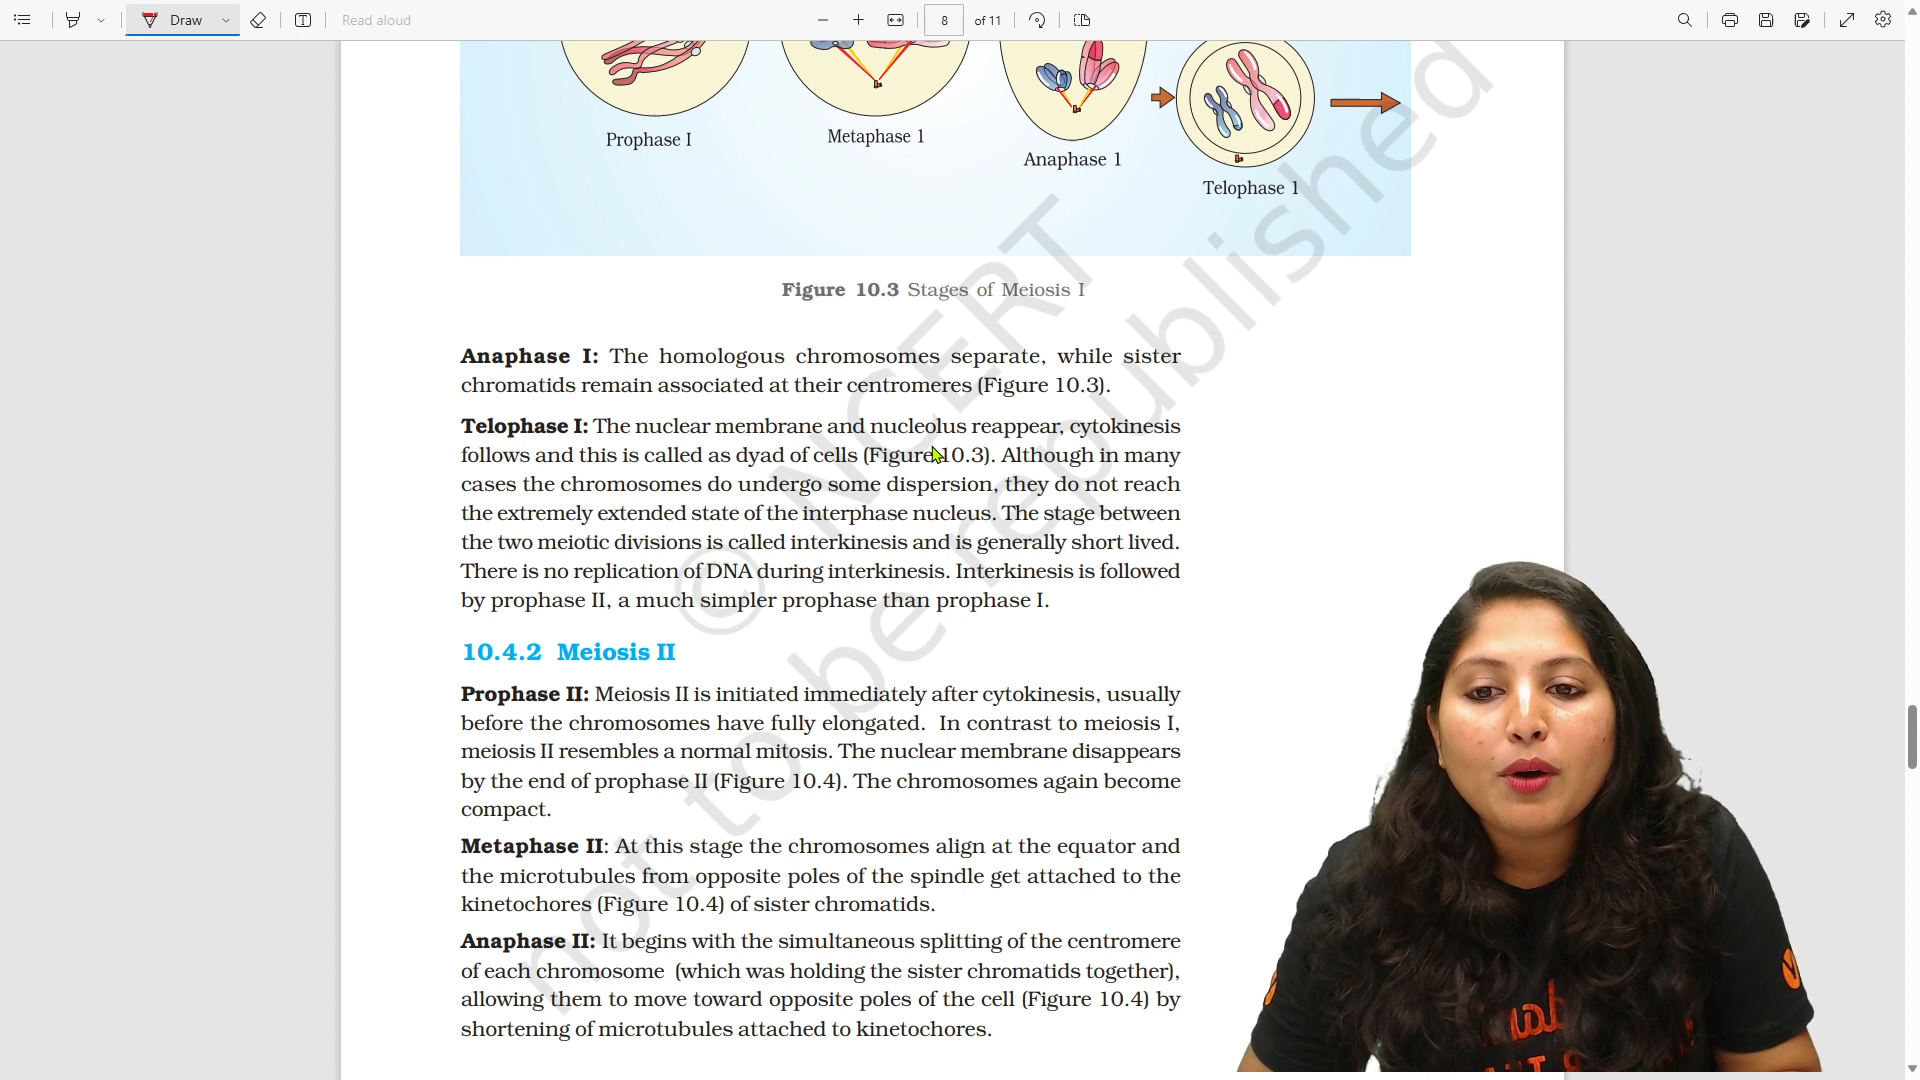 Draw
Read aloud
8 of 11
Prophase I
Metaphase 1
Anaphase 1
Telophase 1
Figure 10.3 Stages of Meiosis I
Anaphase I: The homologous chromosomes separate, while sister
chromatids remain associated at their centromeres (Figure 10.3).
Telophase I: The nuclear membrane and nucleolus reappear, cytokinesis
follows and this is called as dyad of cells (Figure 10.3). Although in many
cases the chromosomes do undergo some dispersion, they do not reach
the extremely extended state of the interphase nucleus. The stage between
the two meiotic divisions is called interkinesis and is generally short lived.
There is no replication of DNA during interkinesis. Interkinesis is followed
by prophase II, a much simpler prophase than prophase I.
10.4.2 Meiosis II
Prophase II: Meiosis II is initiated immediately after cytokinesis, usually
before the chromosomes have fully elongated. In contrast to meiosis I,
meiosis II resembles a normal mitosis. The nuclear membrane disappears
by the end of prophase II (Figure 10.4). The chromosomes again become
compact.
Metaphase II: At this stage the chromosomes align at the equator and
the microtubules from opposite poles of the spindle get attached to the
kinetochores (Figure 10.4) of sister chromatids.
Anaphase II: It begins with the simultaneous splitting of the centromere
of each chromosome (which was holding the sister chromatids together),
allowing them to move toward opposite poles of the cell (Figure 10.4) by
shortening of microtubules attached to kinetochores.
© NCERT
not to be republished